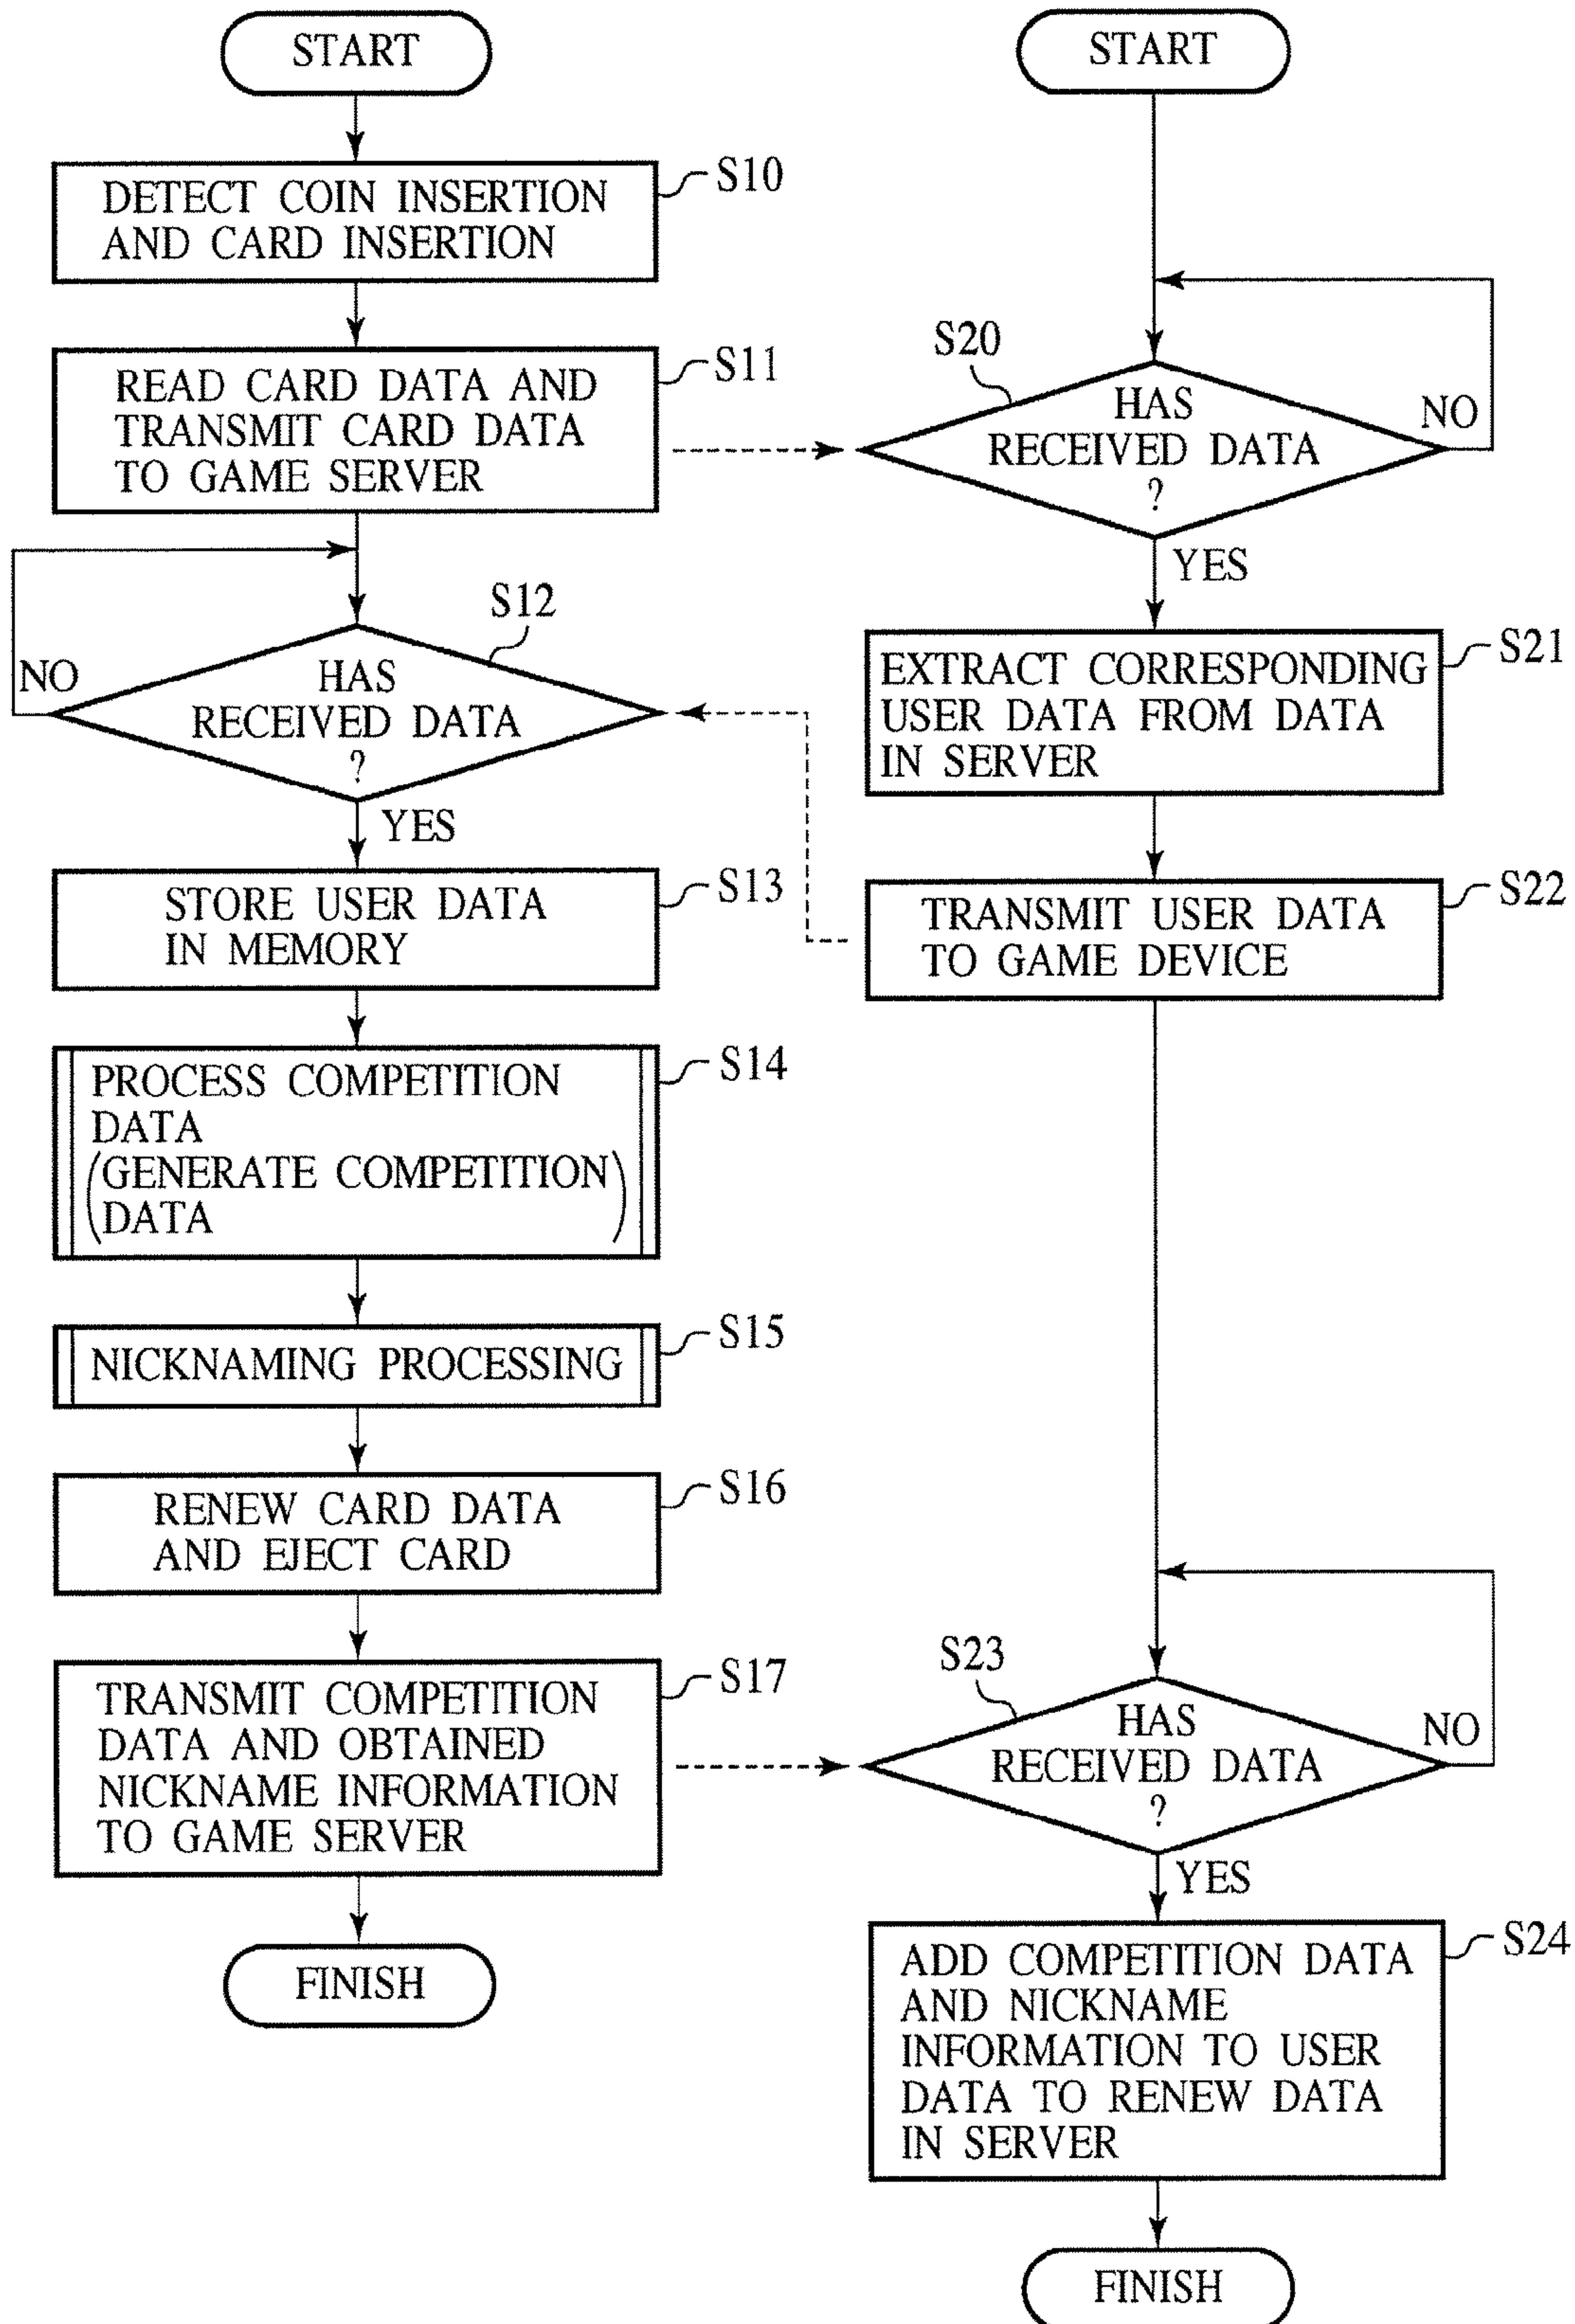 START
S10
DETECT COIN INSERTION
AND CARD INSERTION
S11
READ CARD DATA AND
TRANSMIT CARD DATA
TO GAME SERVER
S12
NO
HAS
RECEIVED DATA
?
YES
S13
STORE USER DATA
IN MEMORY
S14
PROCESS COMPETITION
DATA
(GENERATE COMPETITION
DATA)
S15
NICKNAMING PROCESSING
S16
RENEW CARD DATA
AND EJECT CARD
S17
TRANSMIT COMPETITION
DATA AND OBTAINED
NICKNAME INFORMATION
TO GAME SERVER
FINISH
START
S20
HAS
RECEIVED DATA
?
NO
YES
S21
EXTRACT CORRESPONDING
USER DATA FROM DATA
IN SERVER
S22
TRANSMIT USER DATA
TO GAME DEVICE
S23
HAS
RECEIVED DATA
?
NO
YES
S24
ADD COMPETITION DATA
AND NICKNAME
INFORMATION TO USER
DATA TO RENEW DATA
IN SERVER
FINISH